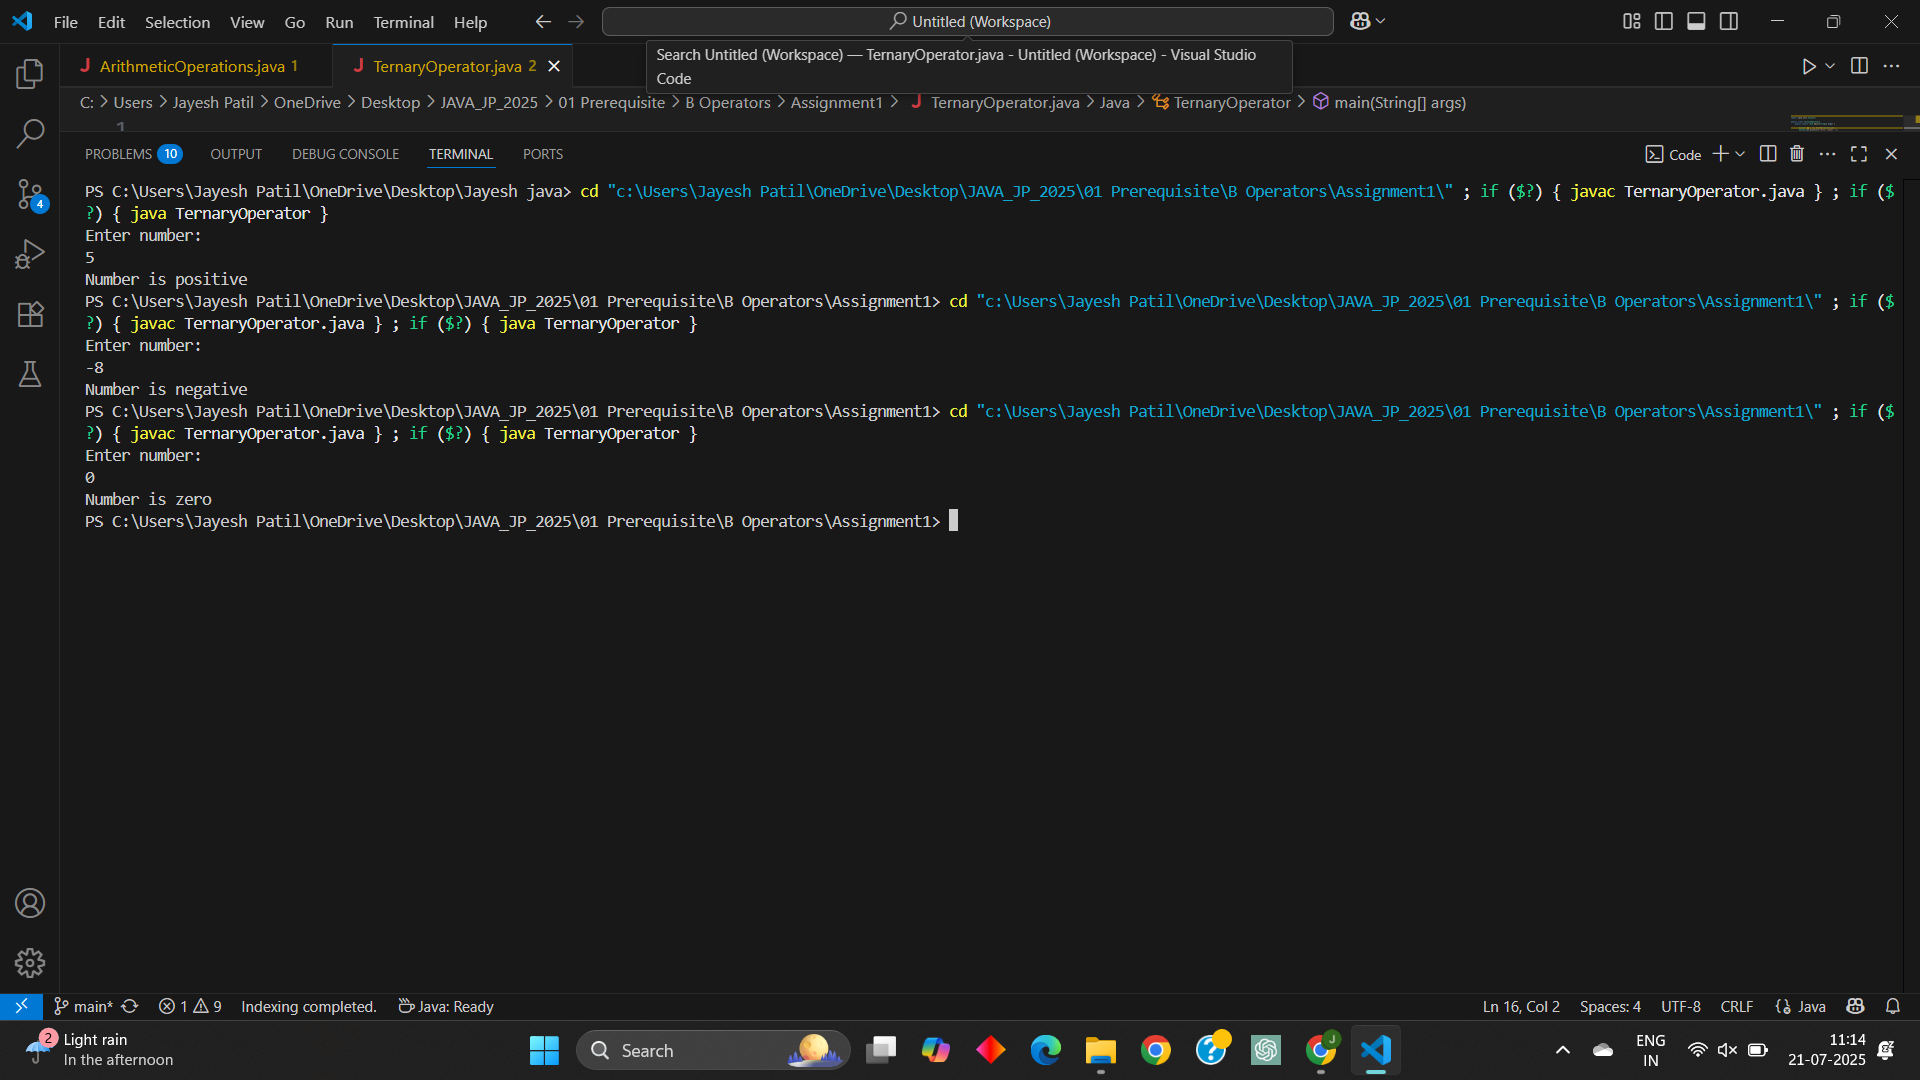 File Edit Selection View Go Run Terminal Help Untitled (Workspace)
ArithmeticOperations.java 1 TernaryOperator.java 2
Search Untitled (Workspace) — TernaryOperator.java - Untitled (Workspace) - Visual Studio
Code
C: > Users > Jayesh Patil > OneDrive > Desktop > JAVA_JP_2025 > 01 Prerequisite > B Operators > Assignment1 > TernaryOperator.java > Java > TernaryOperator > main(String[] args)
1
PROBLEMS 10 OUTPUT DEBUG CONSOLE TERMINAL PORTS Code
PS C:\Users\Jayesh Patil\OneDrive\Desktop\Jayesh java> cd "c:\Users\Jayesh Patil\OneDrive\Desktop\JAVA_JP_2025\01 Prerequisite\B Operators\Assignment1\" ; if ($?) { javac TernaryOperator.java } ; if ($
?) { java TernaryOperator }
Enter number:
5
Number is positive
PS C:\Users\Jayesh Patil\OneDrive\Desktop\JAVA_JP_2025\01 Prerequisite\B Operators\Assignment1> cd "c:\Users\Jayesh Patil\OneDrive\Desktop\JAVA_JP_2025\01 Prerequisite\B Operators\Assignment1\" ; if ($
?) { javac TernaryOperator.java } ; if ($?) { java TernaryOperator }
Enter number:
-8
Number is negative
PS C:\Users\Jayesh Patil\OneDrive\Desktop\JAVA_JP_2025\01 Prerequisite\B Operators\Assignment1> cd "c:\Users\Jayesh Patil\OneDrive\Desktop\JAVA_JP_2025\01 Prerequisite\B Operators\Assignment1\" ; if ($
?) { javac TernaryOperator.java } ; if ($?) { java TernaryOperator }
Enter number:
0
Number is zero
PS C:\Users\Jayesh Patil\OneDrive\Desktop\JAVA_JP_2025\01 Prerequisite\B Operators\Assignment1>
4
main* 1 9 Indexing completed. Java: Ready Ln 16, Col 2 Spaces: 4 UTF-8 CRLF Java
2 Light rain
In the afternoon
Search
J
ENG
IN
11:14
21-07-2025